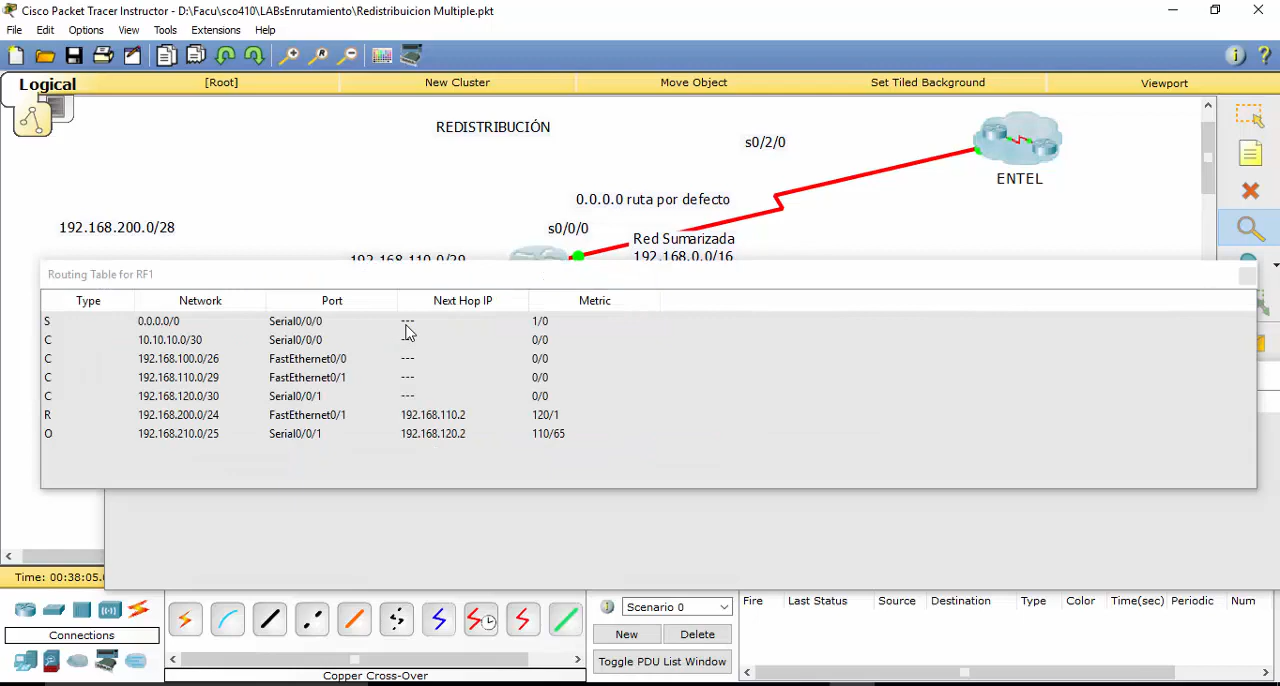 Cisco Packet Tracer Instructor - D:\Facu\sco410\LABsEnrutamiento\Redistribuicion Multiple.pkt
File Edit Options View Tools Extensions Help
Logical [Root] New Cluster Move Object Set Tiled Background Viewport
REDISTRIBUCIÓN
s0/2/0
ENTEL
0.0.0.0 ruta por defecto
192.168.200.0/28
s0/0/0
Red Sumarizada
192.168.110.0/29
192.168.0.0/16
Routing Table for RF1
Type Network Port Next Hop IP Metric
S 0.0.0.0/0 Serial0/0/0 --- 1/0
C 10.10.10.0/30 Serial0/0/0 --- 0/0
C 192.168.100.0/26 FastEthernet0/0 --- 0/0
C 192.168.110.0/29 FastEthernet0/1 --- 0/0
C 192.168.120.0/30 Serial0/0/1 --- 0/0
R 192.168.200.0/24 FastEthernet0/1 192.168.110.2 120/1
O 192.168.210.0/25 Serial0/0/1 192.168.120.2 110/65
Time: 00:38:05
Scenario 0
Fire Last Status Source Destination Type Color Time(sec) Periodic Num
Connections
New Delete
Toggle PDU List Window
Copper Cross-Over